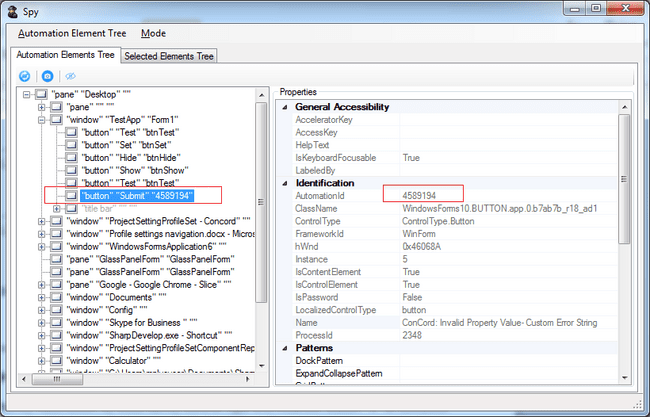 Spy
Automation Element Tree Mode
Automation Elements Tree Selected Elements Tree
"pane" "Desktop" ""
"pane" "" ""
"window" "TestApp" "Form1"
"button" "Test" "btnTest"
"button" "Set" "btnSet"
"button" "Hide" "btnHide"
"button" "Show" "btnShow"
"button" "Test" "btnTest"
"button" "Submit" "4589194"
"title bar" "" ""
"window" "ProjectSettingProfileSet - Concord" ""
"window" "Profile settings navigation.docx - Micros
"window" "WindowsFormsApplication6" ""
"pane" "GlassPanelForm" "GlassPanelForm"
"pane" "GlassPanelForm" "GlassPanelForm"
"pane" "Google - Google Chrome - Slice" ""
"window" "Documents" ""
"window" "Config" ""
"window" "Skype for Business " ""
"window" "SharpDevelop.exe - Shortcut" ""
"window" "ProjectSettingProfileSetComponentRep
"window" "Calculator" ""
Properties
General Accessibility
AcceleratorKey
AccessKey
HelpText
IsKeyboardFocusable True
LabeledBy
Identification
AutomationId 4589194
ClassName WindowsForms10.BUTTON.app.0.b7ab7b_r18_ad1
ControlType ControlType.Button
FrameworkId WinForm
hWnd 0x46068A
Instance 5
IsContentElement True
IsControlElement True
IsPassword False
LocalizedControlType button
Name ConCord: Invalid Property Value- Custom Error String
ProcessId 2348
Patterns
DockPattern
ExpandCollapsePattern